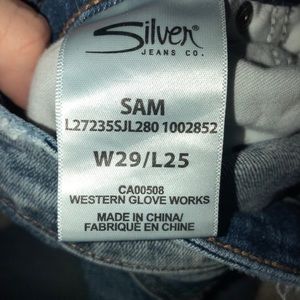 Silver
JEANS CO.
SAM
L27235SJL280 1002852
W29/L25
CA00508
WESTERN GLOVE WORKS
MADE IN CHINA/
FABRIQUÉ EN CHINE